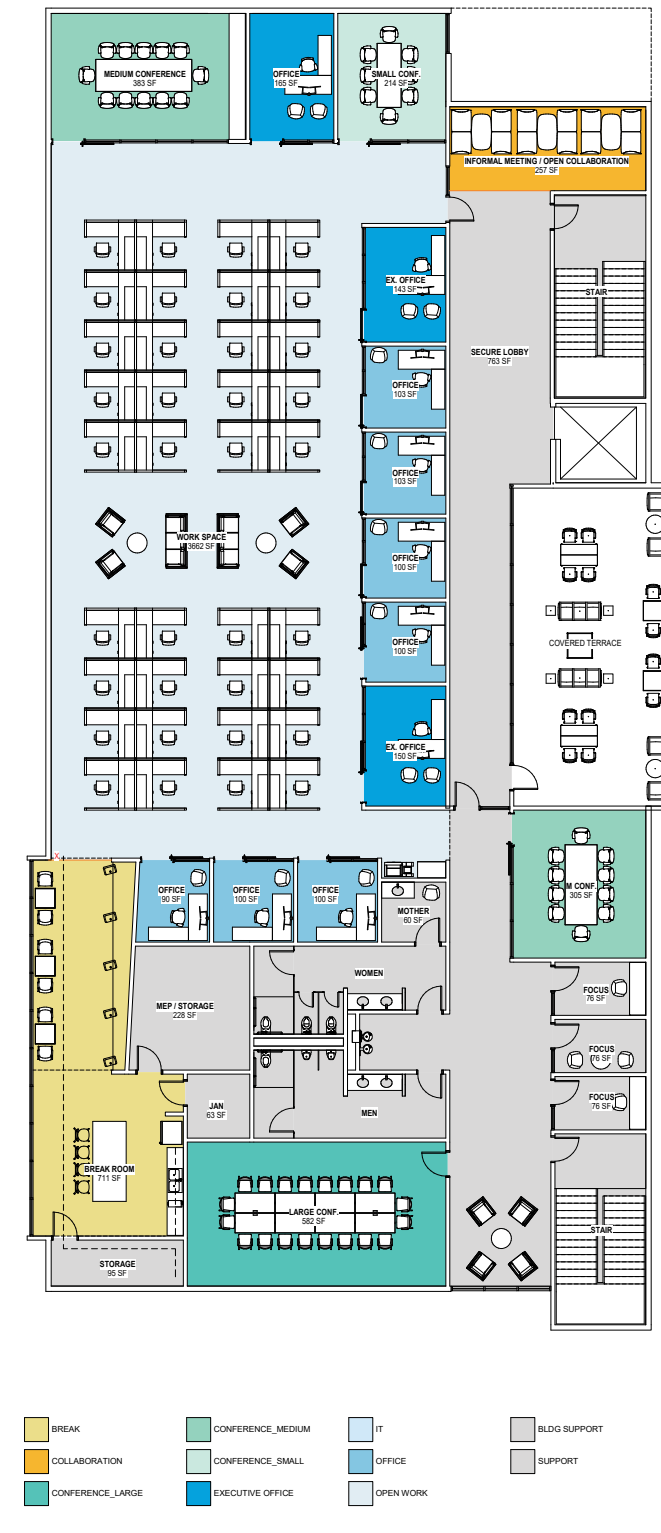 MEDIUM CONFERENCE
383 SF
OFFICE
165 SF
SMALL CONF.
214 SF
INFORMAL MEETING / OPEN COLLABORATION
257 SF
STAIR
EX. OFFICE
143 SF
SECURE LOBBY
763 SF
OFFICE
103 SF
OFFICE
103 SF
WORK SPACE
3662 SF
OFFICE
100 SF
OFFICE
100 SF
COVERED TERRACE
EX. OFFICE
150 SF
X
OFFICE
90 SF
OFFICE
100 SF
OFFICE
100 SF
M CONF.
305 SF
MOTHER
60 SF
WOMEN
MEP / STORAGE
228 SF
FOCUS
76 SF
FOCUS
76 SF
FOCUS
76 SF
JAN
63 SF
MEN
BREAK ROOM
711 SF
LARGE CONF.
582 SF
STAIR
STORAGE
95 SF
BREAK
CONFERENCE_MEDIUM
IT
BLDG SUPPORT
COLLABORATION
CONFERENCE_SMALL
OFFICE
SUPPORT
CONFERENCE_LARGE
EXECUTIVE OFFICE
OPEN WORK